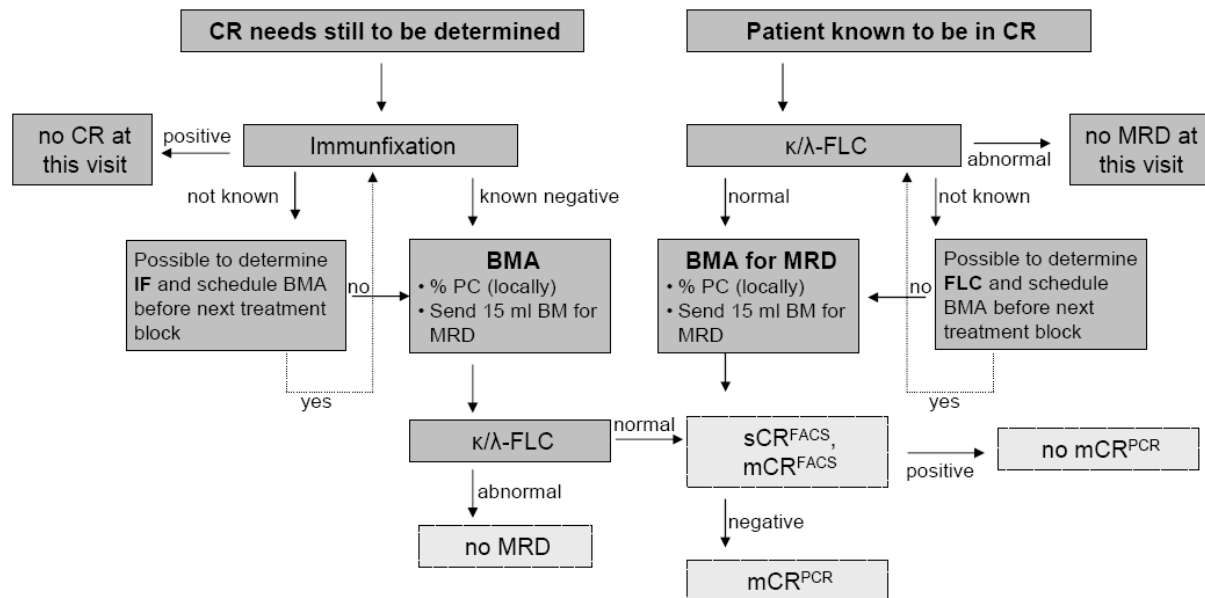 CR needs still to be determined
Patient known to be in CR
no CR at
this visit
positive
Immunfixation
κ/λ-FLC
abnormal
no MRD at
this visit
not known
known negative
normal
not known
Possible to determine
IF and schedule BMA
before next treatment
block
no
BMA
• % PC (locally)
• Send 15 ml BM for
MRD
BMA for MRD
• % PC (locally)
• Send 15 ml BM for
MRD
no
Possible to determine
FLC and schedule
BMA before next
treatment block
yes
yes
κ/λ-FLC
normal
sCRFACS,
mCRFACS
positive
no mCRPCR
abnormal
negative
no MRD
mCRPCR